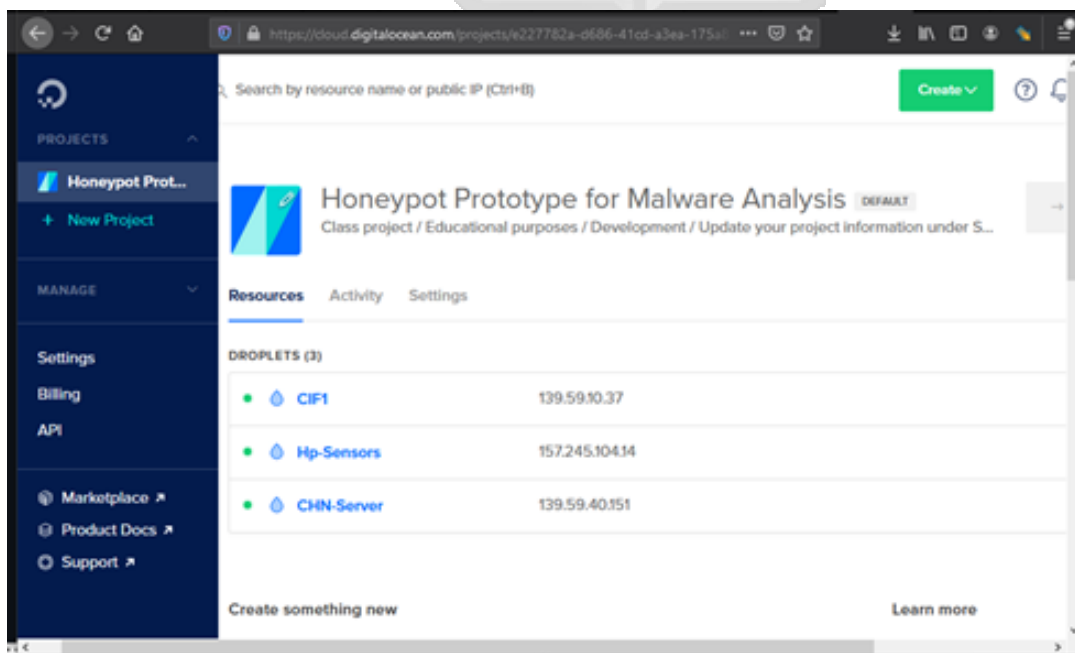 https://cloud.digitalocean.com/projects/e227782a-d686-41cd-a3ea-175a
Search by resource name or public IP (Ctrl+B)
Create
PROJECTS
Honeypot Prot...
+ New Project
MANAGE
Settings
Billing
API
Marketplace
Product Docs
Support
Honeypot Prototype for Malware Analysis DEFAULT
Class project / Educational purposes / Development / Update your project information under S...
Resources Activity Settings
DROPLETS (3)
CIF1 139.59.10.37
Hp-Sensors 157.245.104.14
CHN-Server 139.59.40.151
Create something new Learn more